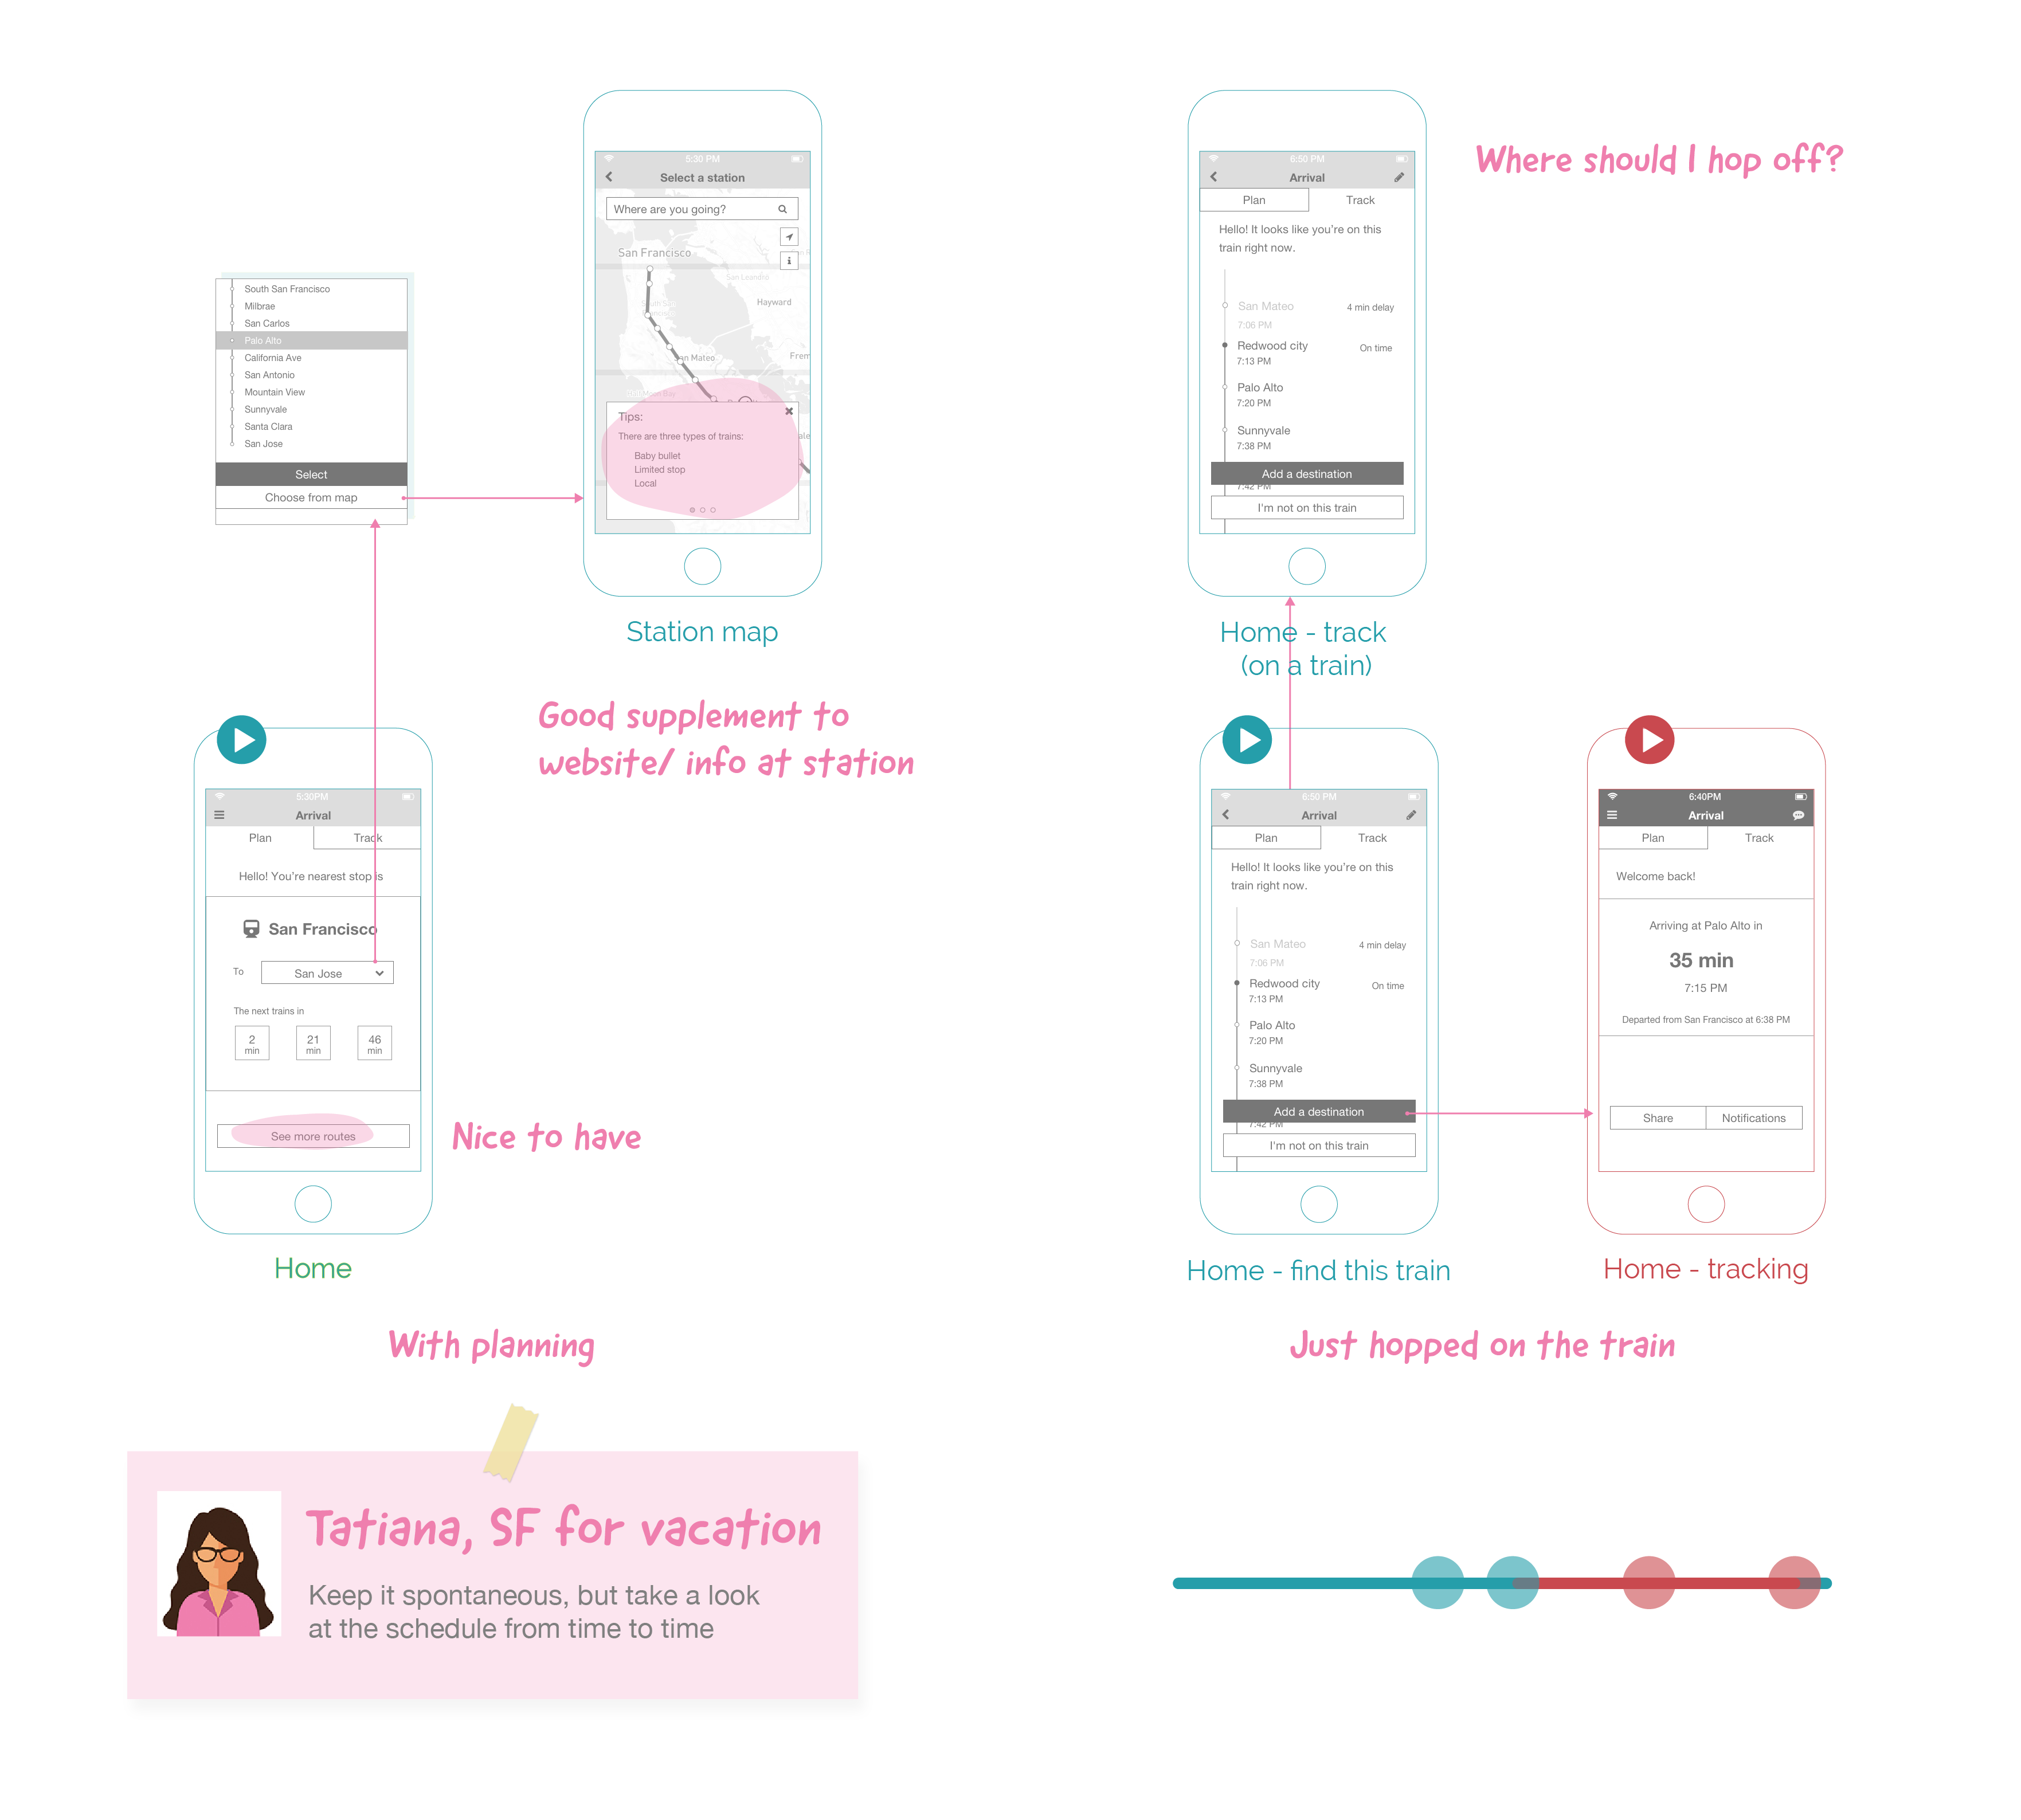 5:30 PM
Select a station
Where are you going?
San Francisco
San Leandro
Hayward
San Mateo
Frem
Tips:
There are three types of trains:
Baby bullet
Limited stop
Local
Station map
South San Francisco
Milbrae
San Carlos
Palo Alto
California Ave
San Antonio
Mountain View
Sunnyvale
Santa Clara
San Jose
Select
Choose from map
Good supplement to
website/ info at station
5:30PM
Arrival
Plan
Track
Hello! You're nearest stop is
San Francisco
To
San Jose
The next trains in
2
min
21
min
46
min
See more routes
Nice to have
Home
With planning
6:50 PM
Arrival
Plan
Track
Hello! It looks like you're on this
train right now.
San Mateo
4 min delay
7:06 PM
Redwood city
On time
7:13 PM
Palo Alto
7:20 PM
Sunnyvale
7:38 PM
Add a destination
7:42 PM
I'm not on this train
Where should I hop off?
Home - track
(on a train)
6:50 PM
Arrival
Plan
Track
Hello! It looks like you're on this
train right now.
San Mateo
4 min delay
7:06 PM
Redwood city
On time
7:13 PM
Palo Alto
7:20 PM
Sunnyvale
7:38 PM
Add a destination
7:42 PM
I'm not on this train
Home - find this train
6:40PM
Arrival
Plan
Track
Welcome back!
Arriving at Palo Alto in
35 min
7:15 PM
Departed from San Francisco at 6:38 PM
Share
Notifications
Home - tracking
Just hopped on the train
Tatiana, SF for vacation
Keep it spontaneous, but take a look
at the schedule from time to time